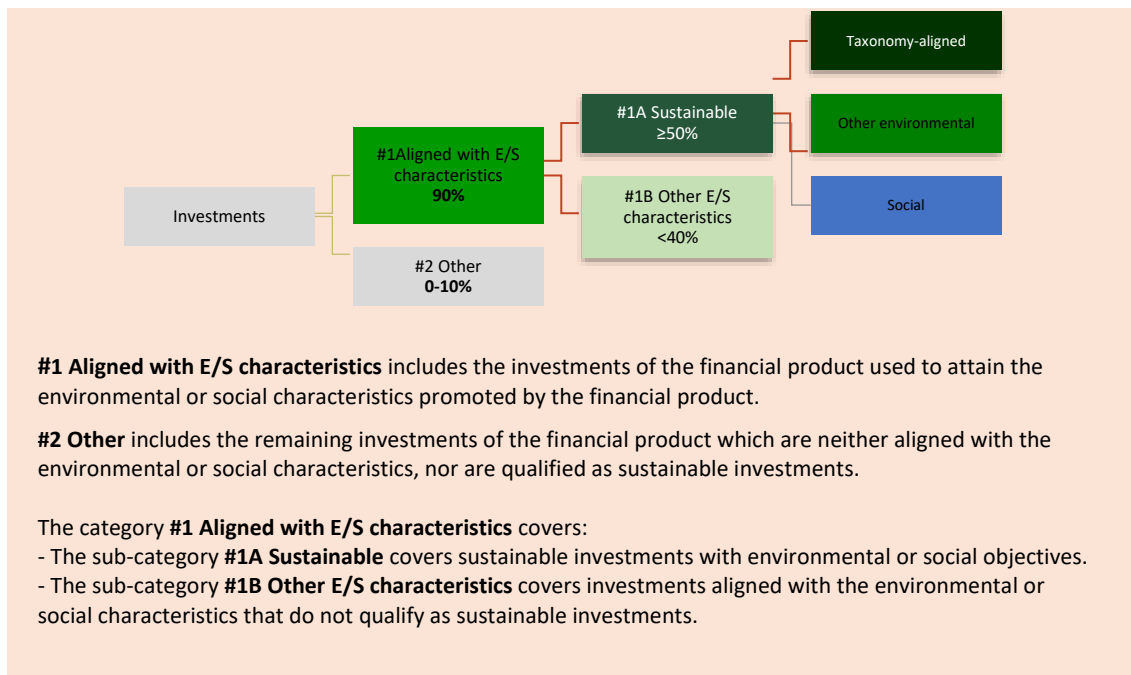 Taxonomy-aligned
#1A Sustainable
≥50%
Other environmental
#1Aligned with E/S
characteristics
90%
#1B Other E/S
characteristics
<40%
Social
Investments
#2 Other
0-10%
#1 Aligned with E/S characteristics includes the investments of the financial product used to attain the
environmental or social characteristics promoted by the financial product.
#2 Other includes the remaining investments of the financial product which are neither aligned with the
environmental or social characteristics, nor are qualified as sustainable investments.
The category #1 Aligned with E/S characteristics covers:
- The sub-category #1A Sustainable covers sustainable investments with environmental or social objectives.
- The sub-category #1B Other E/S characteristics covers investments aligned with the environmental or
social characteristics that do not qualify as sustainable investments.